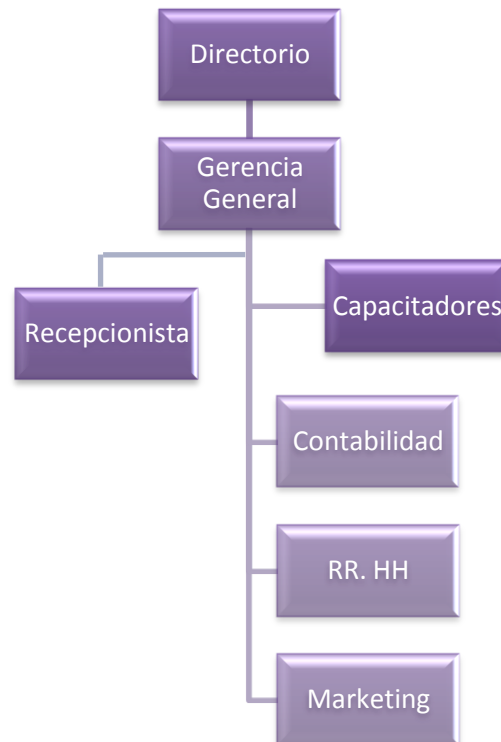 Directorio
Gerencia
General
Capacitadores
Recepcionista
Contabilidad
RR. HH
Marketing